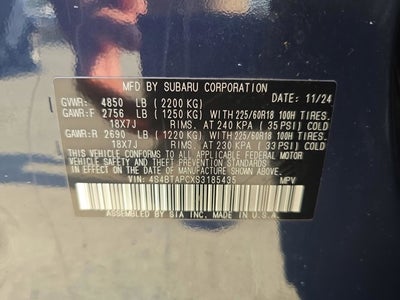 MFD BY SUBARU CORPORATION DATE: 11/24
GVWR: 4850 LB (2200 KG)
GAWR:F 2756 LB (1250 KG) WITH 225/60R18 100H TIRES.
18X7J RIMS. AT 240 KPA (35 PSI) COLD
GAWR:R 2690 LB (1220 KG) WITH 225/60R18 100H TIRES.
18X7J RIMS. AT 230 KPA (33 PSI) COLD
THIS VEHICLE CONFORMS TO ALL APPLICABLE FEDERAL MOTOR
VEHICLE SAFETY AND THEFT PREVENTION STANDARDS IN EFFECT
ON THE DATE OF MANUFACTURE SHOWN ABOVE.
VIN: 4S4BTAPCXS3185435 MPV
ASSEMBLED BY SIA INC. MADE IN U.S.A.